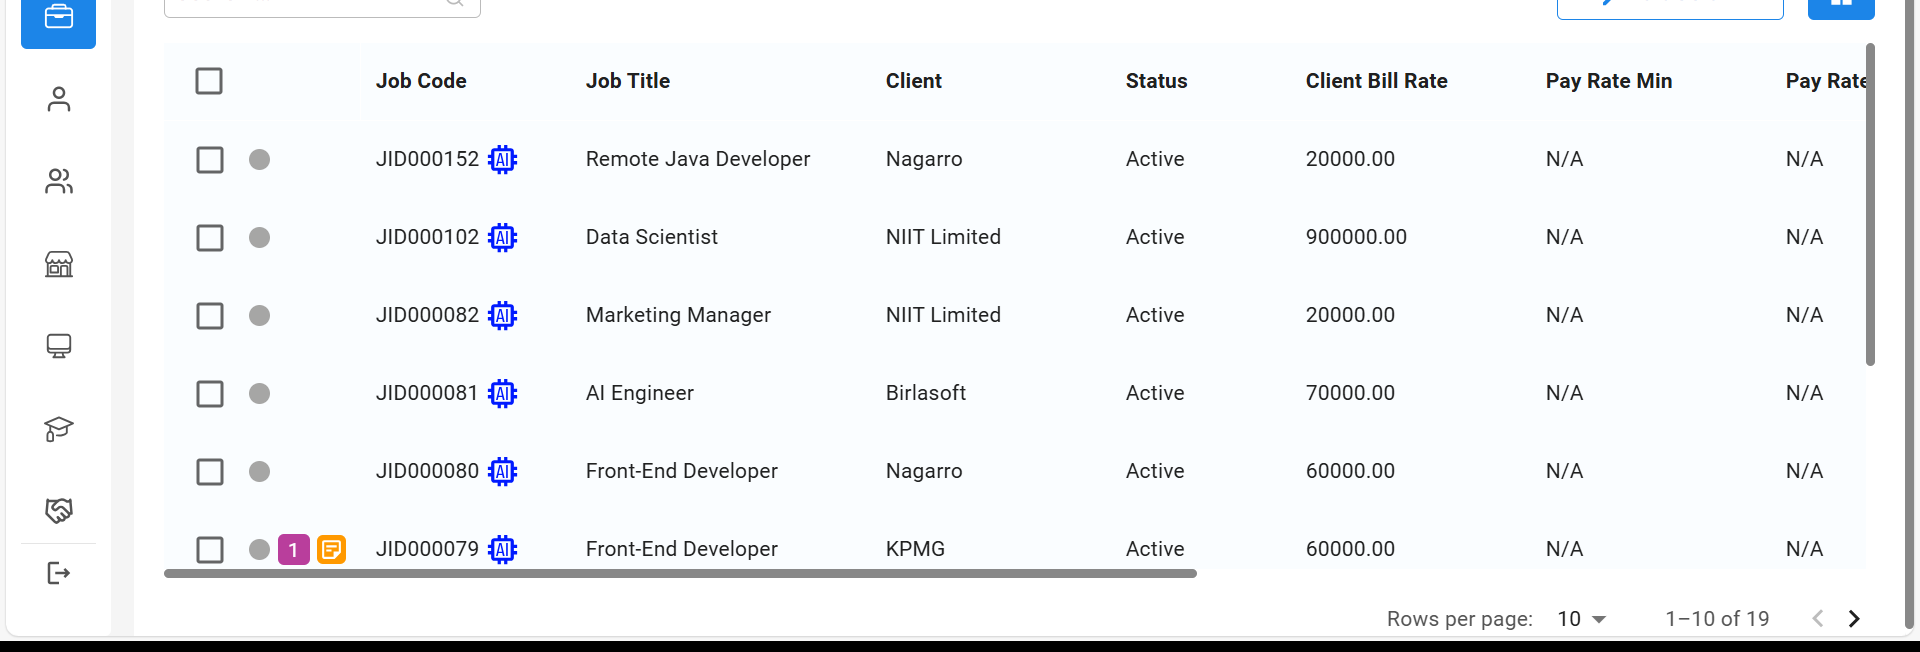 Job Code Job Title Client Status Client Bill Rate Pay Rate Min Pay Rate
JID000152 AI Remote Java Developer Nagarro Active 20000.00 N/A N/A
JID000102 AI Data Scientist NIIT Limited Active 900000.00 N/A N/A
JID000082 AI Marketing Manager NIIT Limited Active 20000.00 N/A N/A
JID000081 AI AI Engineer Birlasoft Active 70000.00 N/A N/A
JID000080 AI Front-End Developer Nagarro Active 60000.00 N/A N/A
1 JID000079 AI Front-End Developer KPMG Active 60000.00 N/A N/A
Rows per page: 10 1–10 of 19